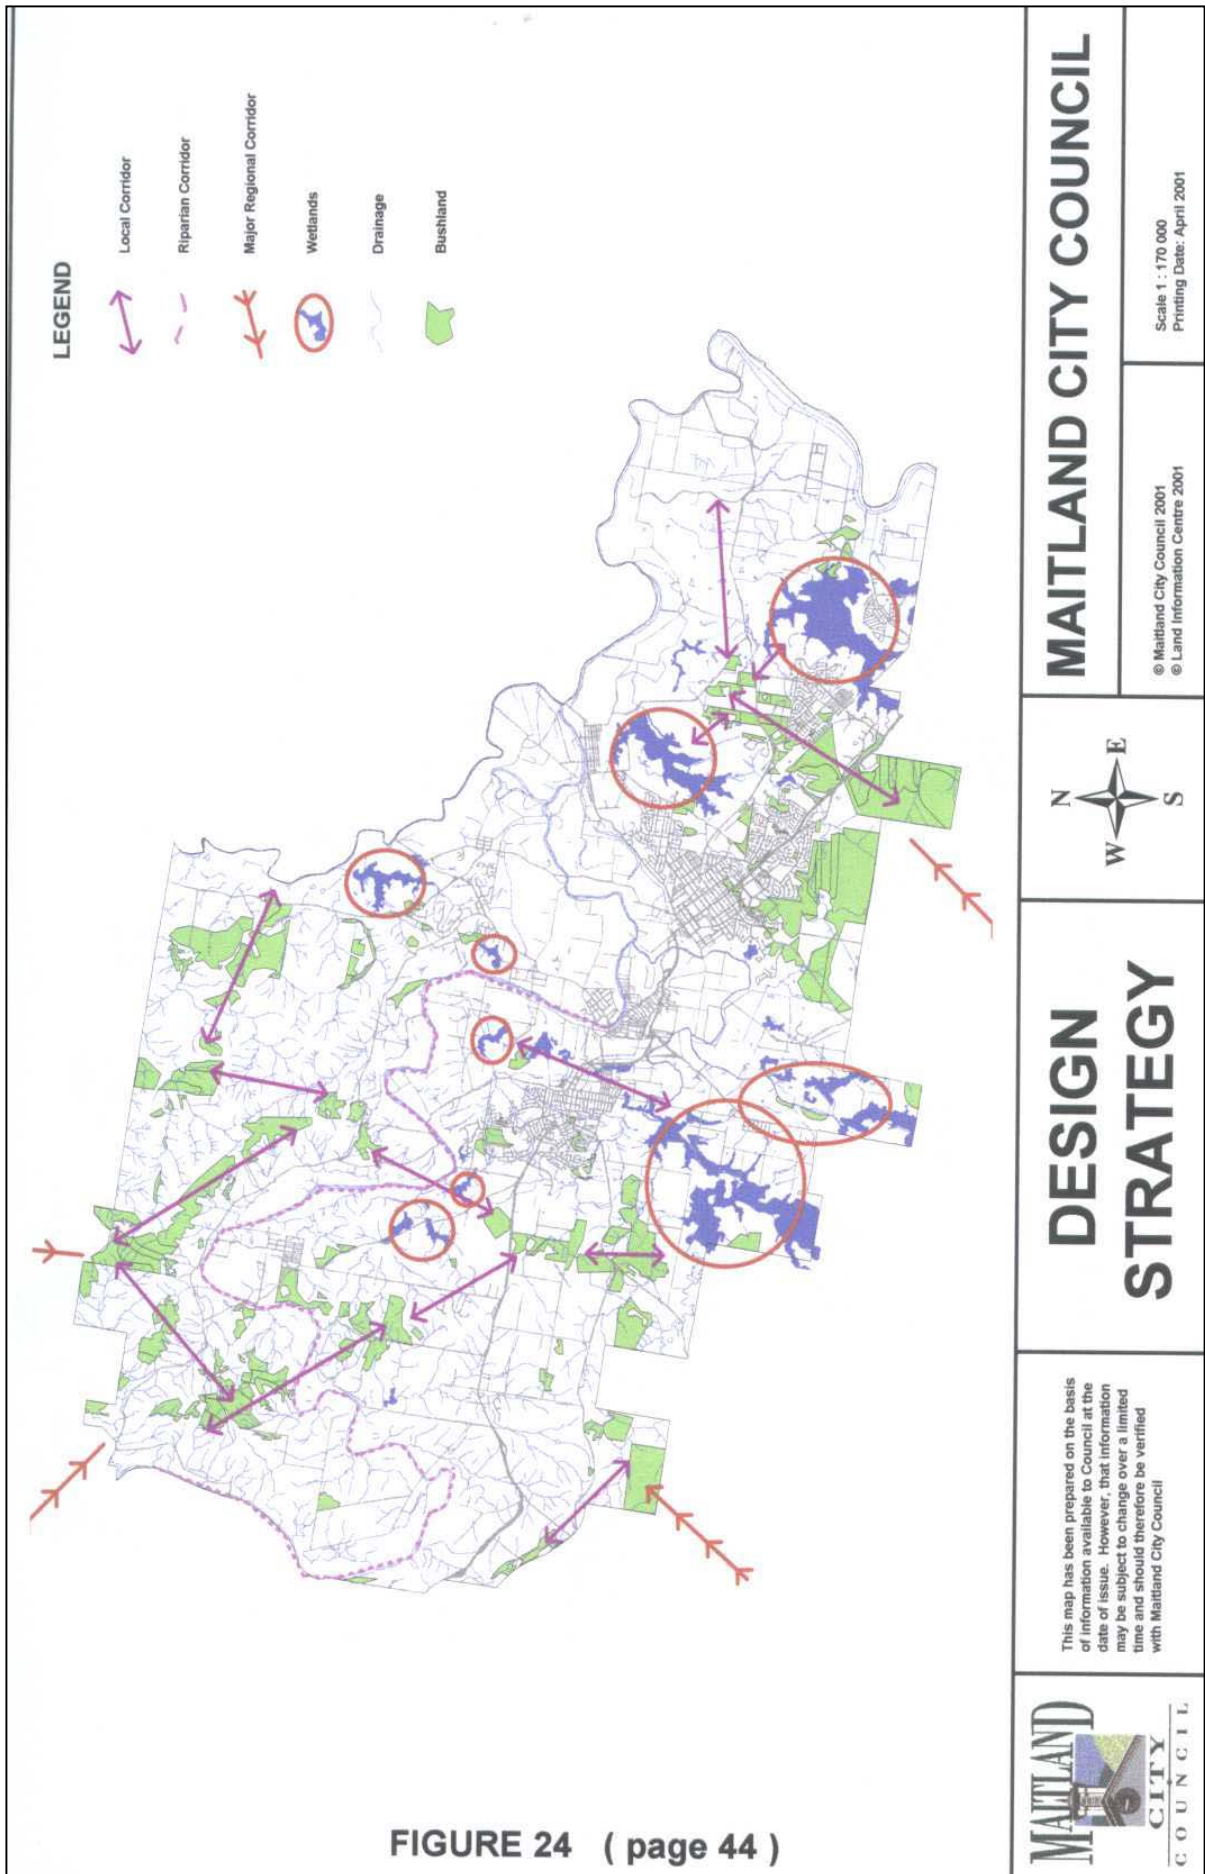 LEGEND
Local Corridor
Riparian Corridor
Major Regional Corridor
Wetlands
Drainage
Bushland
MAITLAND
CITY
COUNCIL
This map has been prepared on the basis
of information available to Council at the
date of issue. However, that information
may be subject to change over a limited
time and should therefore be verified
with Maitland City Council
DESIGN
STRATEGY
N
W E
S
MAITLAND CITY COUNCIL
© Maitland City Council 2001
© Land Information Centre 2001
Scale 1 : 170 000
Printing Date: April 2001
FIGURE 24 ( page 44 )